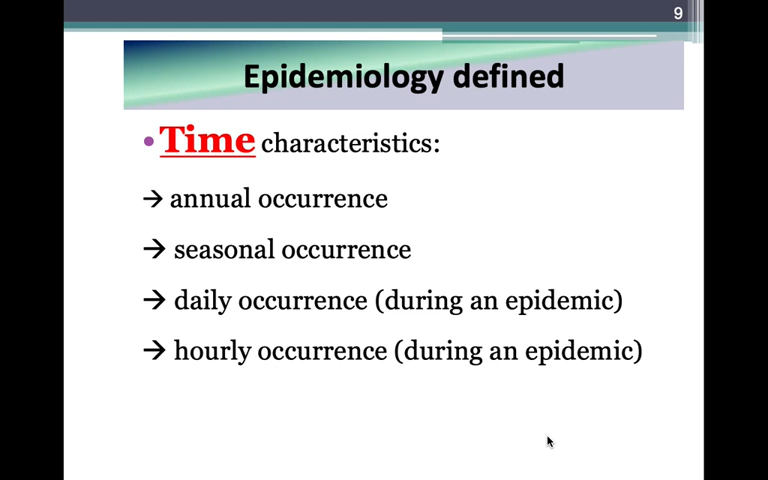 9
Epidemiology defined
• Time characteristics:
→ annual occurrence
→ seasonal occurrence
→ daily occurrence (during an epidemic)
→ hourly occurrence (during an epidemic)